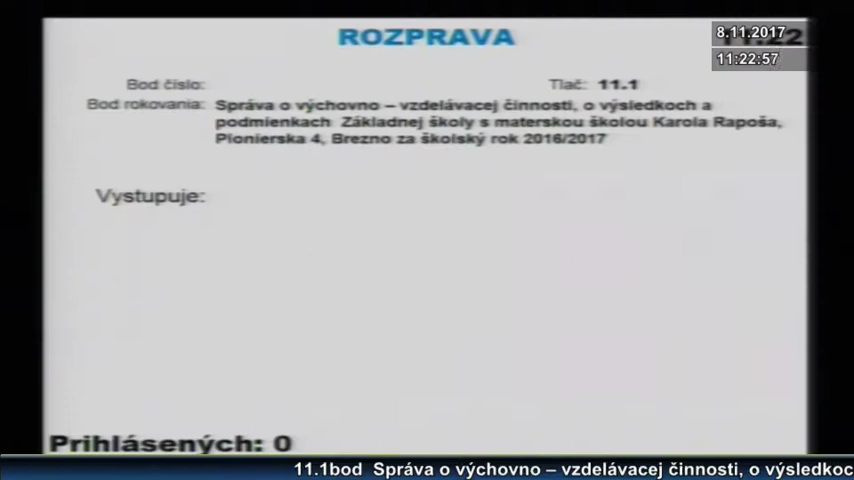 ROZPRAVA
8.11.2017
11:22
11:22:57
Bod číslo:
Tlač: 11.1
Bod rokovania: Správa o výchovno – vzdelávacej činnosti, o výsledkoch a
podmienkach Základnej školy s materskou školou Karola Rapoša,
Pionierska 4, Brezno za školský rok 2016/2017
Vystupuje:
Prihlásených: 0
11.1bod Správa o výchovno – vzdelávacej činnosti, o výsledkoc